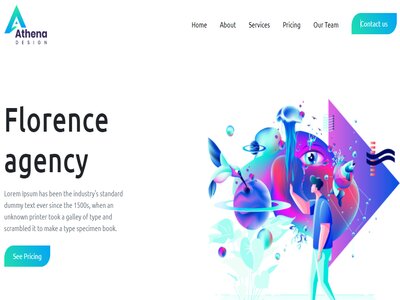 Athena
DESIGN
Home About Services Pricing Our Team Contact us
Florence
agency
Lorem Ipsum has been the industry's standard
dummy text ever since the 1500s, when an
unknown printer took a galley of type and
scrambled it to make a type specimen book.
See Pricing